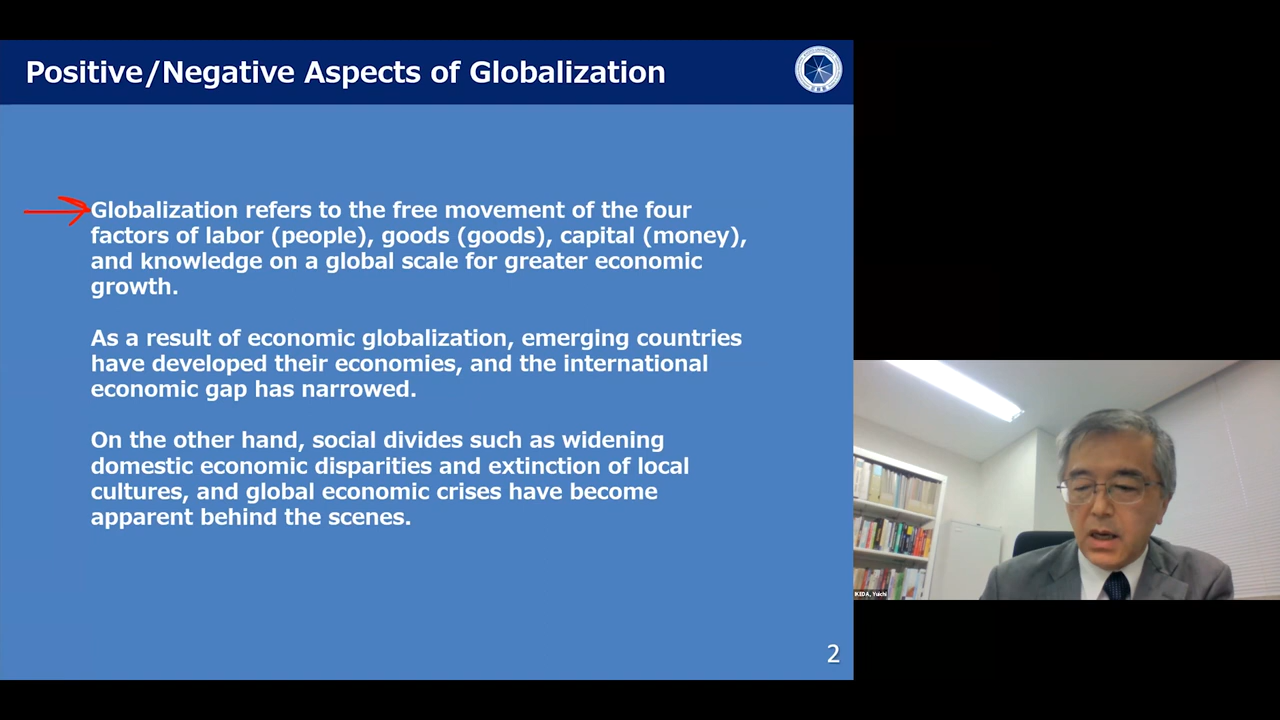 Positive/Negative Aspects of Globalization
Globalization refers to the free movement of the four
factors of labor (people), goods (goods), capital (money),
and knowledge on a global scale for greater economic
growth.
As a result of economic globalization, emerging countries
have developed their economies, and the international
economic gap has narrowed.
On the other hand, social divides such as widening
domestic economic disparities and extinction of local
cultures, and global economic crises have become
apparent behind the scenes.
2
IKEDA, Yuichi